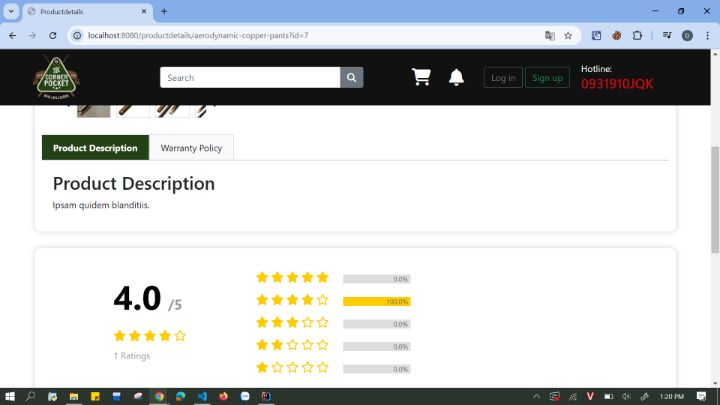 Productdetails
localhost:8080/productdetails/aerodynamic-copper-pants?id=7
THE
CORNER
POCKET
Search
Log in
Sign up
Hotline:
0931910JQK
Product Description
Warranty Policy
Product Description
Ipsam quidem blanditiis.
4.0 /5
1 Ratings
0.0%
100.0%
0.0%
0.0%
0.0%
1:20 PM